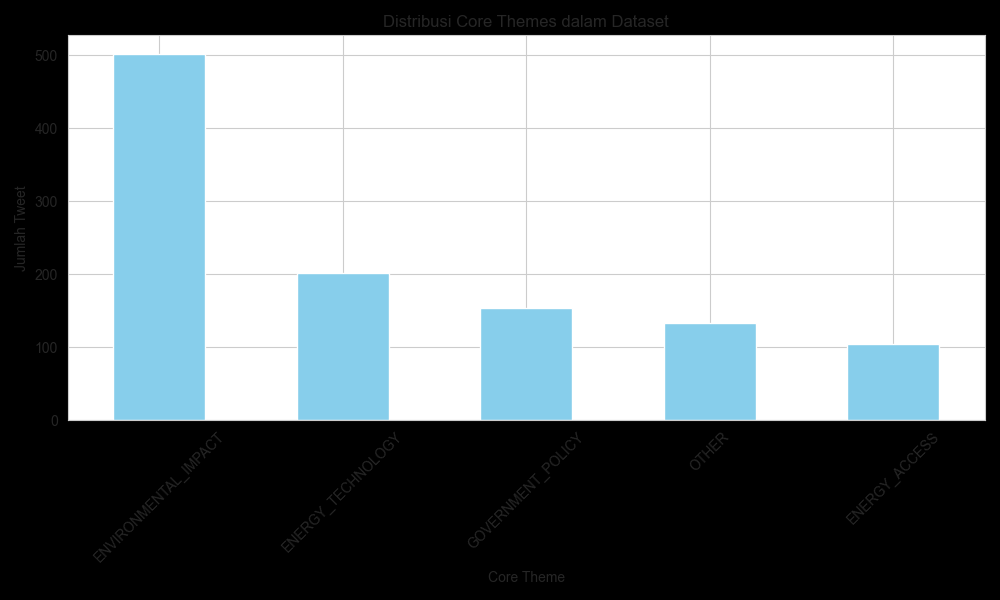 Distribusi Core Themes dalam Dataset
Jumlah Tweet
500
400
300
200
100
0
ENVIRONMENTAL_IMPACT
ENERGY_TECHNOLOGY
GOVERNMENT_POLICY
OTHER
ENERGY_ACCESS
Core Theme